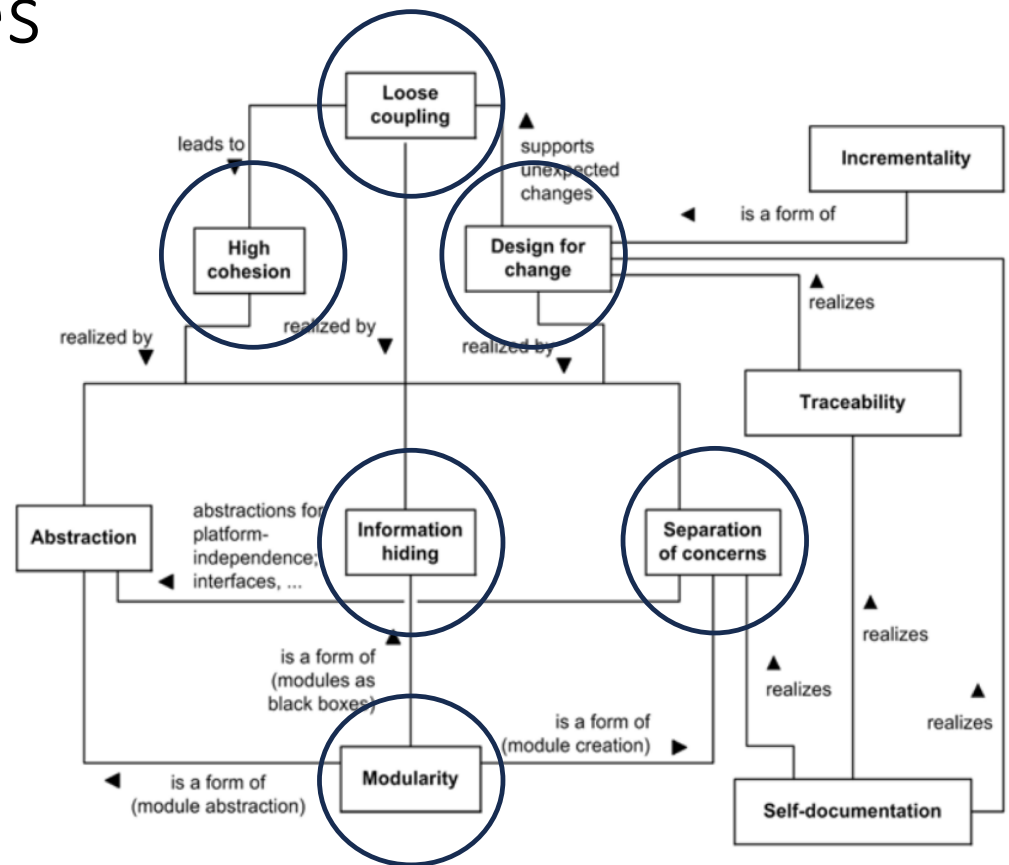 es
Loose
coupling
leads to
supports
unexpected
changes
Incrementality
is a form of
High
cohesion
Design for
change
realizes
realized by
realized by
realized by
Traceability
Abstraction
abstractions for
platform-
independence;
interfaces, ...
Information
hiding
Separation
of concerns
realizes
is a form of
(modules as
black boxes)
realizes
realizes
is a form of
(module creation)
is a form of
(module abstraction)
Modularity
Self-documentation